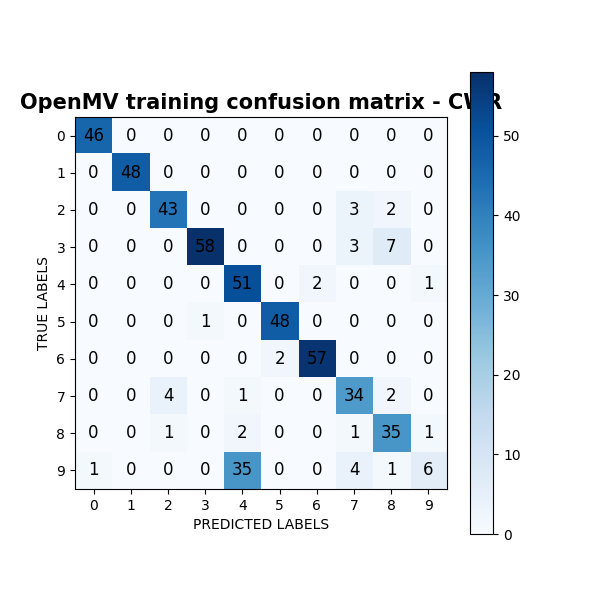 OpenMV training confusion matrix - CWR
0 46 0 0 0 0 0 0 0 0 0
1 0 48 0 0 0 0 0 0 0 0
2 0 0 43 0 0 0 0 3 2 0
3 0 0 0 58 0 0 0 3 7 0
4 0 0 0 0 51 0 2 0 0 1
5 0 0 0 1 0 48 0 0 0 0
6 0 0 0 0 0 2 57 0 0 0
7 0 0 4 0 1 0 0 34 2 0
8 0 0 1 0 2 0 0 1 35 1
9 1 0 0 0 35 0 0 4 1 6
0 1 2 3 4 5 6 7 8 9
PREDICTED LABELS
TRUE LABELS
50
40
30
20
10
0